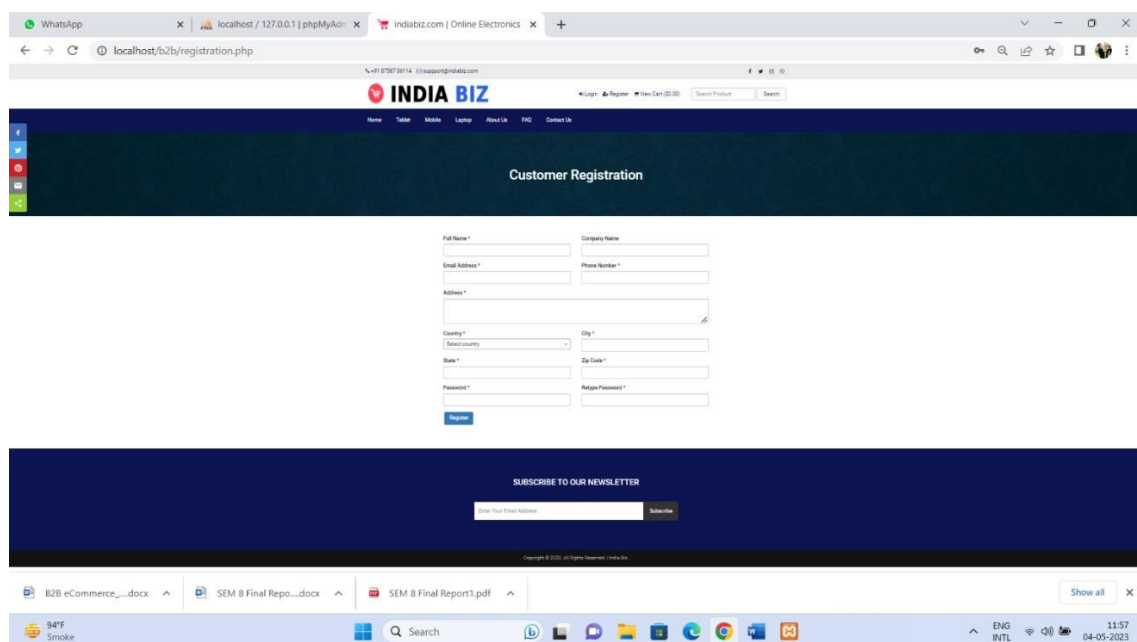 WhatsApp x localhost / 127.0.0.1 | phpMyAdn x indiabiz.com | Online Electronics x +
localhost/b2b/registration.php
+91 87587 06114 suppport@indiabiz.com
INDIA BIZ
Login Register View Cart ($0.00) Search Product Search
Home Tablet Mobile Laptop About Us FAQ Contact Us
Customer Registration
Full Name * Company Name
Email Address * Phone Number *
Address *
Country * City *
Select country
State * Zip Code *
Password * Retype Password *
Register
SUBSCRIBE TO OUR NEWSLETTER
Enter Your Email Address Subscribe
Copyright © 2022. All Rights Reserved. | India Biz.
B2B eCommerce_....docx SEM 8 Final Repo....docx SEM 8 Final Report1.pdf Show all
94°F
Smoke
Search
ENG
INTL
11:57
04-05-2023